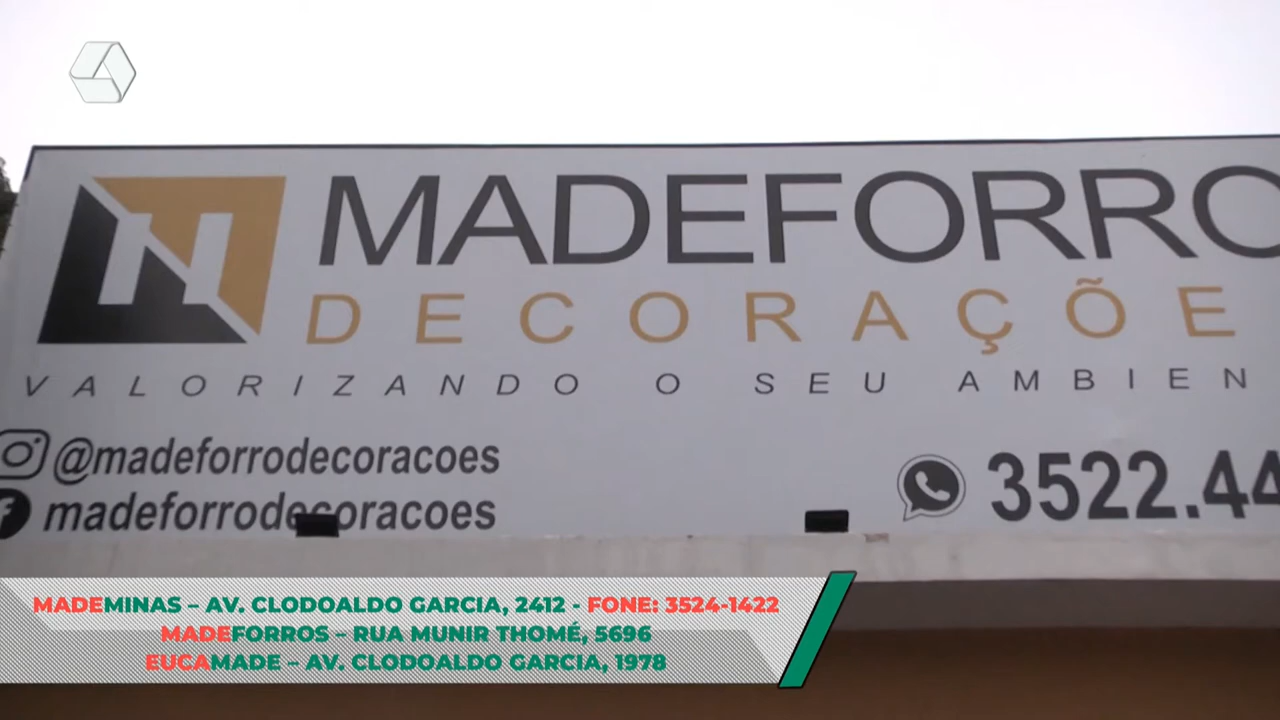 MADEFORRO
DECORAÇÕE
VALORIZANDO O SEU AMBIEN
@madeforrodecoracoes
madeforrodecoracoes
3522.44
MADEMINAS – AV. CLODOALDO GARCIA, 2412 - FONE: 3524-1422
MADEFORROS – RUA MUNIR THOMÉ, 5696
EUCAMADE – AV. CLODOALDO GARCIA, 1978